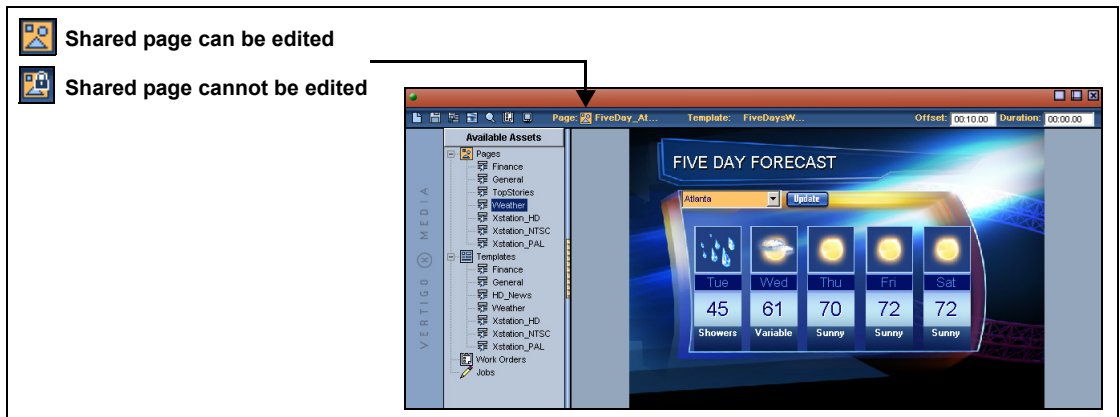 Shared page can be edited
Shared page cannot be edited
Page: FiveDay_At... Template: FiveDaysW... Offset: 00:10.00 Duration: 00:00.00
Available Assets
Pages
Finance
General
TopStories
Weather
Xstation_HD
Xstation_NTSC
Xstation_PAL
Templates
Finance
General
HD_News
Weather
Xstation_HD
Xstation_NTSC
Xstation_PAL
Work Orders
Jobs
VERTIGO MEDIA
FIVE DAY FORECAST
Atlanta Update
Tue Wed Thu Fri Sat
45 61 70 72 72
Showers Variable Sunny Sunny Sunny